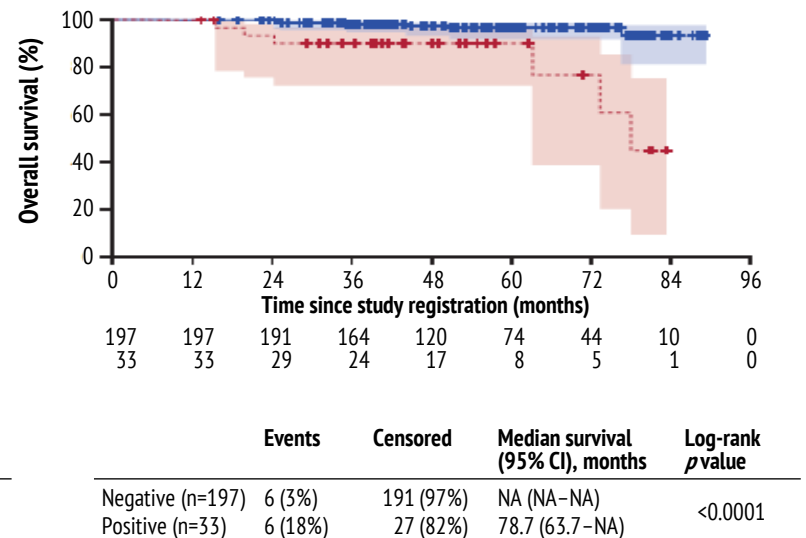 Overall survival (%)
100
80
60
40
20
0
0 12 24 36 48 60 72 84 96
Time since study registration (months)
197 197 191 164 120 74 44 10 0
33 33 29 24 17 8 5 1 0
Events Censored Median survival (95% CI), months Log-rank p value
Negative (n=197) 6 (3%) 191 (97%) NA (NA–NA) <0.0001
Positive (n=33) 6 (18%) 27 (82%) 78.7 (63.7–NA)